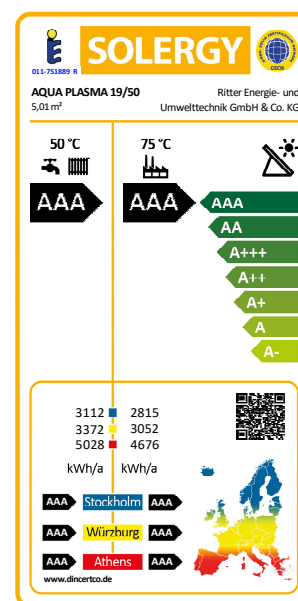 SOLERGY
GSCN
011-7S1889 R
AQUA PLASMA 19/50
5,01 m²
Ritter Energie- und
Umwelttechnik GmbH & Co. KG
50 °C
75 °C
AAA
AAA
AAA
AA
A+++
A++
A+
A
A-
3112 2815
3372 3052
5028 4676
kWh/a kWh/a
AAA Stockholm AAA
AAA Würzburg AAA
AAA Athens AAA
www.dincertco.de